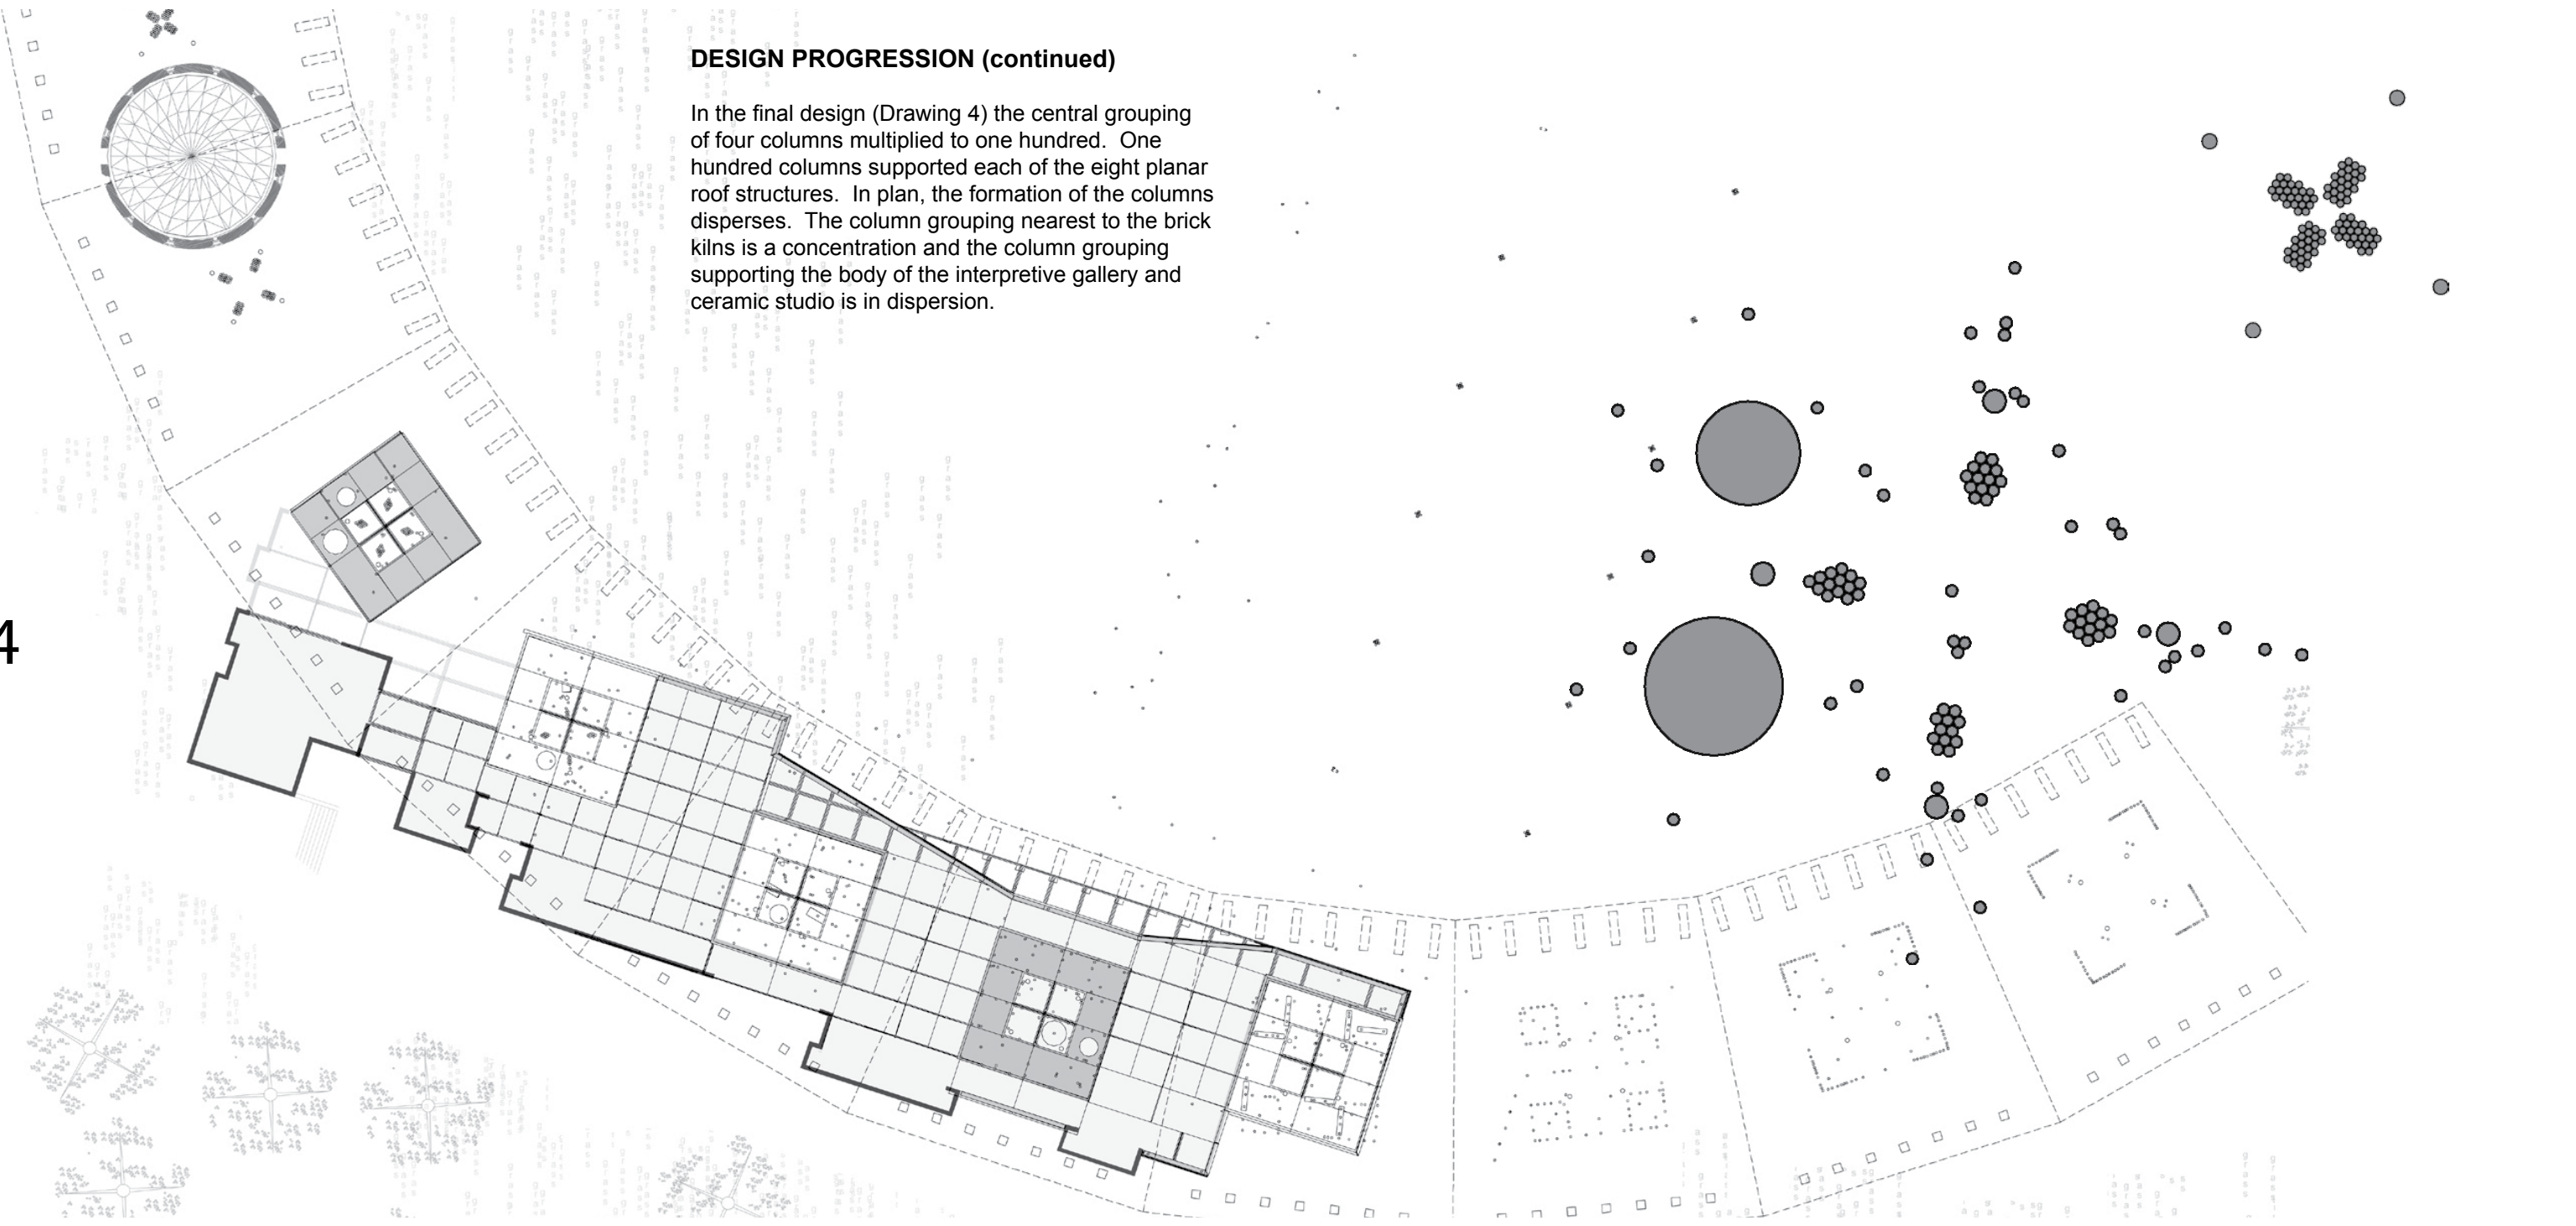 DESIGN PROGRESSION (continued)
In the final design (Drawing 4) the central grouping
of four columns multiplied to one hundred.  One
hundred columns supported each of the eight planar
roof structures.  In plan, the formation of the columns
disperses.  The column grouping nearest to the brick
kilns is a concentration and the column grouping
supporting the body of the interpretive gallery and
ceramic studio is in dispersion.
4